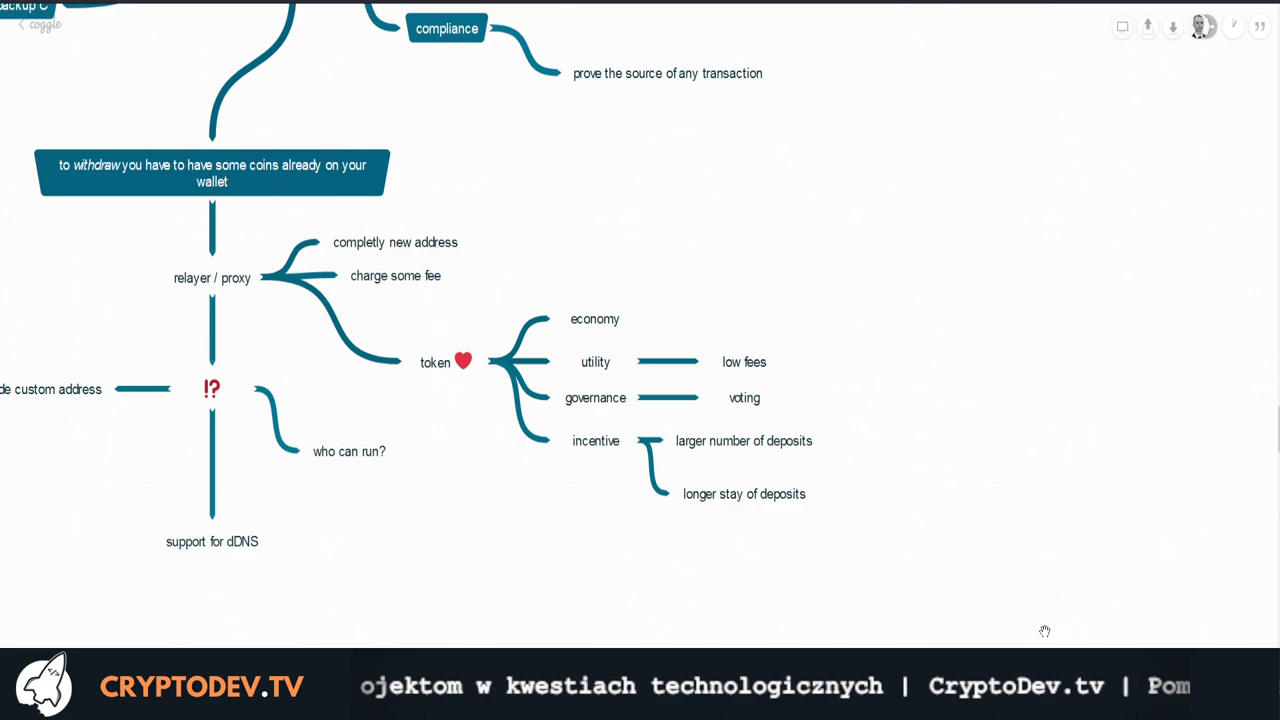 backup C
coggle
compliance
prove the source of any transaction
to withdraw you have to have some coins already on your
wallet
completly new address
relayer / proxy
charge some fee
economy
token
utility
low fees
de custom address
!?
governance
voting
incentive
larger number of deposits
who can run?
longer stay of deposits
support for dDNS
CRYPTODEV.TV
ojektom w kwestiach technologicznych | CryptoDev.tv | Pom